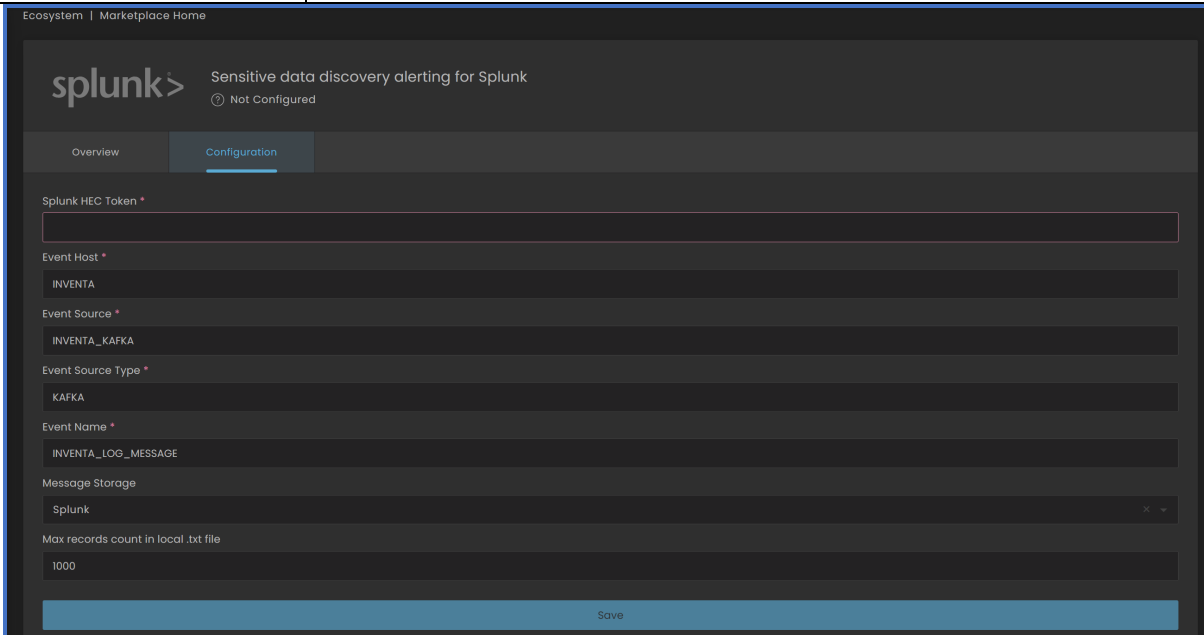 Ecosystem | Marketplace Home
splunk>
Sensitive data discovery alerting for Splunk
? Not Configured
Overview
Configuration
Splunk HEC Token *
Event Host *
INVENTA
Event Source *
INVENTA_KAFKA
Event Source Type *
KAFKA
Event Name *
INVENTA_LOG_MESSAGE
Message Storage
Splunk
Max records count in local .txt file
1000
Save